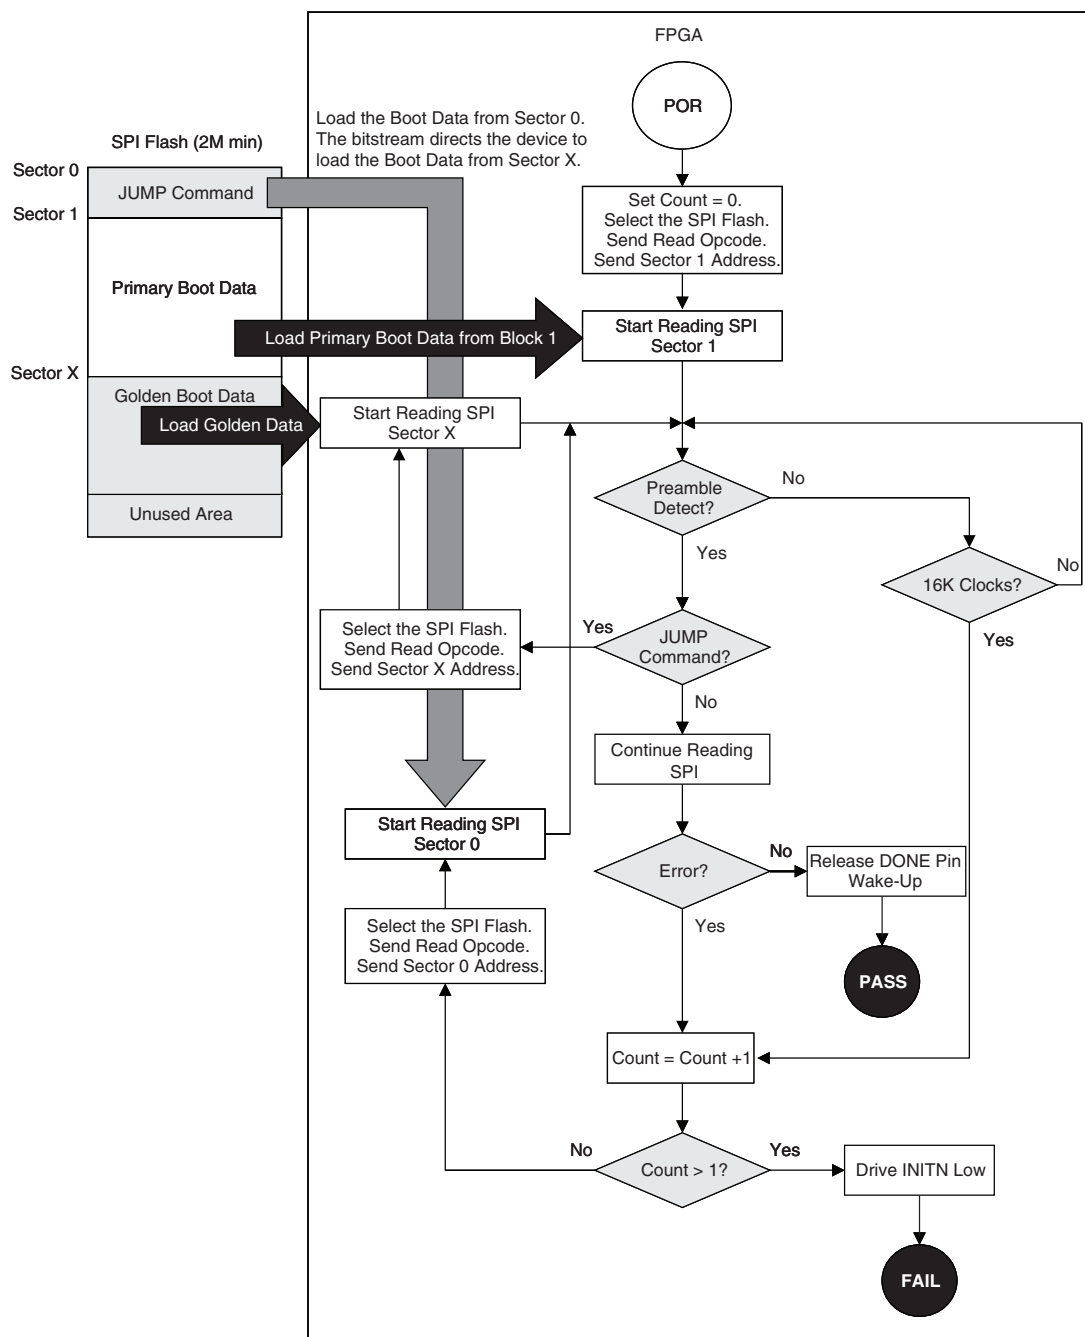 FPGA
POR
Load the Boot Data from Sector 0.
The bitstream directs the device to
load the Boot Data from Sector X.
SPI Flash (2M min)
Sector 0
JUMP Command
Sector 1
Set Count = 0.
Select the SPI Flash.
Send Read Opcode.
Send Sector 1 Address.
Primary Boot Data
Load Primary Boot Data from Block 1
Start Reading SPI
Sector 1
Sector X
Golden Boot Data
Load Golden Data
Start Reading SPI
Sector X
Unused Area
Preamble
Detect?
No
Yes
16K Clocks?
No
Yes
Select the SPI Flash.
Send Read Opcode.
Send Sector X Address.
Yes
JUMP
Command?
No
Continue Reading
SPI
Start Reading SPI
Sector 0
Error?
No
Release DONE Pin
Wake-Up
Yes
Select the SPI Flash.
Send Read Opcode.
Send Sector 0 Address.
PASS
Count = Count +1
No
Count > 1?
Yes
Drive INITN Low
FAIL